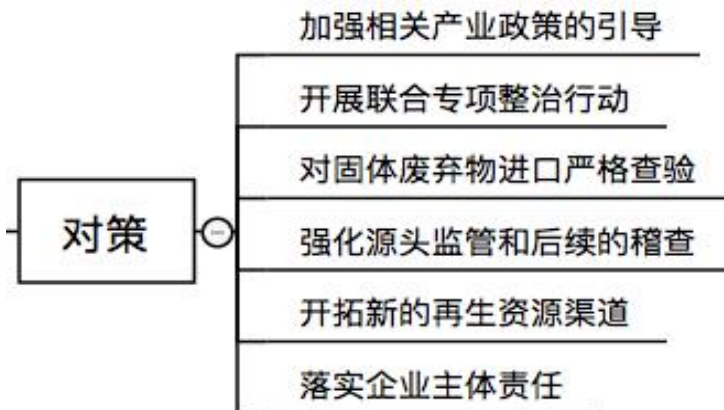 加强相关产业政策的引导
开展联合专项整治行动
对固体废弃物进口严格查验
对策
强化源头监管和后续的稽查
开拓新的再生资源渠道
落实企业主体责任